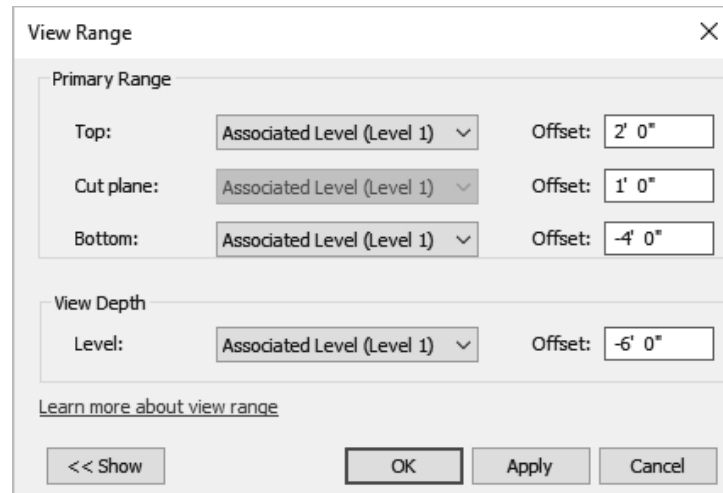 View Range
Primary Range
Top: Associated Level (Level 1) Offset: 2' 0"
Cut plane: Associated Level (Level 1) Offset: 1' 0"
Bottom: Associated Level (Level 1) Offset: -4' 0"
View Depth
Level: Associated Level (Level 1) Offset: -6' 0"
Learn more about view range
<< Show OK Apply Cancel